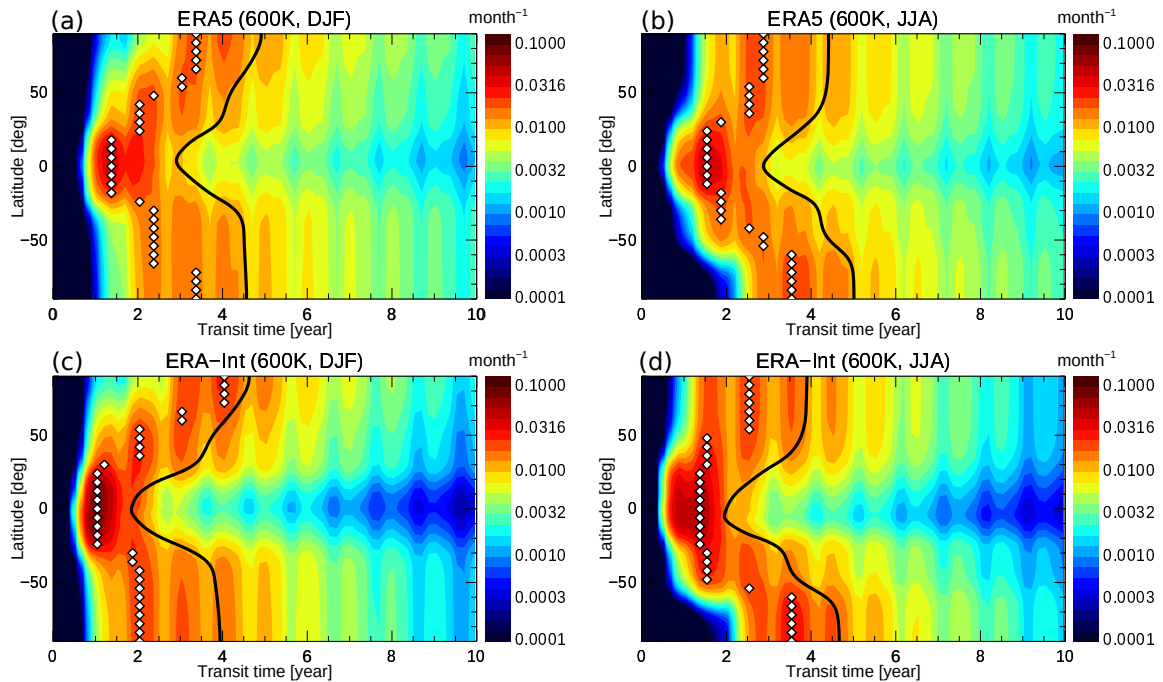 (a) ERA5 (600K, DJF) month⁻¹
Latitude [deg]
50
0
−50
0.1000
0.0316
0.0100
0.0032
0.0010
0.0003
0.0001
0 2 4 6 8 10 0
Transit time [year]
(b) ERA5 (600K, JJA) month⁻¹
Latitude [deg]
50
0
−50
0.1000
0.0316
0.0100
0.0032
0.0010
0.0003
0.0001
0 2 4 6 8 10
Transit time [year]
(c) ERA−Int (600K, DJF) month⁻¹
Latitude [deg]
50
0
−50
0.1000
0.0316
0.0100
0.0032
0.0010
0.0003
0.0001
0 2 4 6 8 10
Transit time [year]
(d) ERA−Int (600K, JJA) month⁻¹
Latitude [deg]
50
0
−50
0.1000
0.0316
0.0100
0.0032
0.0010
0.0003
0.0001
0 2 4 6 8 10
Transit time [year]